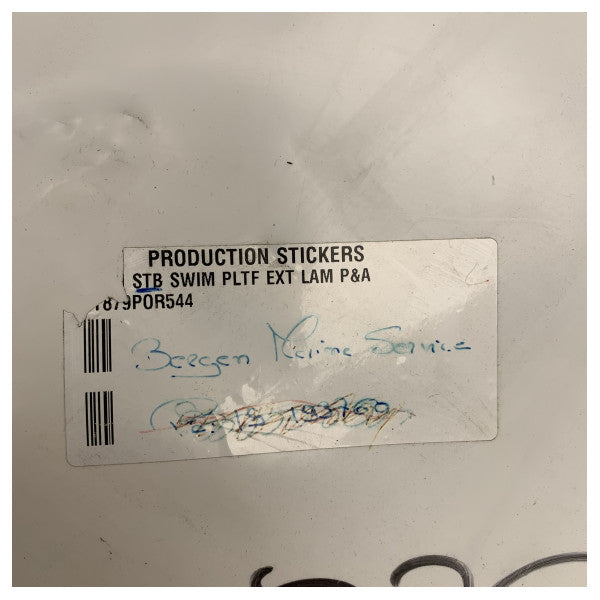 PRODUCTION STICKERS
STB SWIM PLTF EXT LAM P&A
1879POR544
Bergen Marine Service